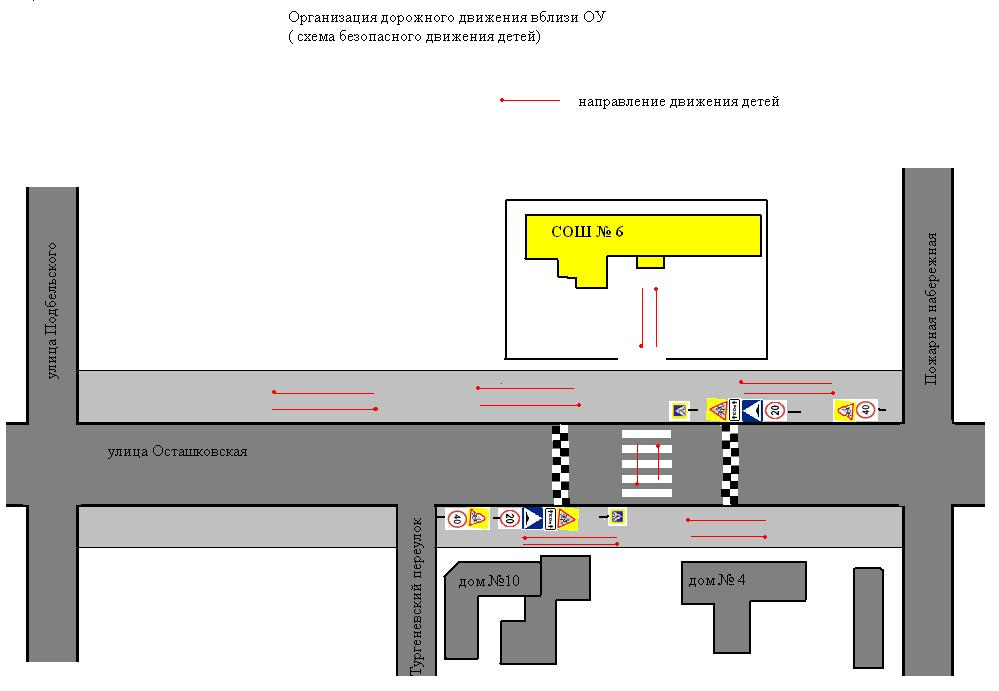 Организация дорожного движения вблизи ОУ
( схема безопасного движения детей)
направление движения детей
СОШ № 6
улица Подбельского
Пожарная набережная
20
40
улица Осташковская
40
20
Тургеневский переулок
дом.№10
дом.№ 4